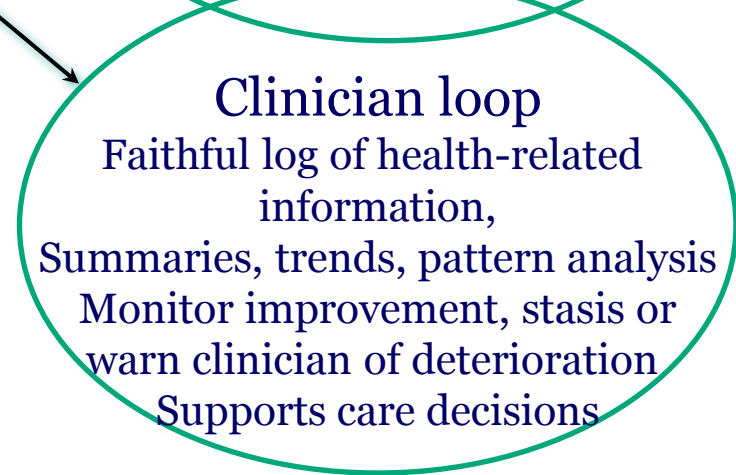 Clinician loop
Faithful log of health-related
information,
Summaries, trends, pattern analysis
Monitor improvement, stasis or
warn clinician of deterioration
Supports care decisions